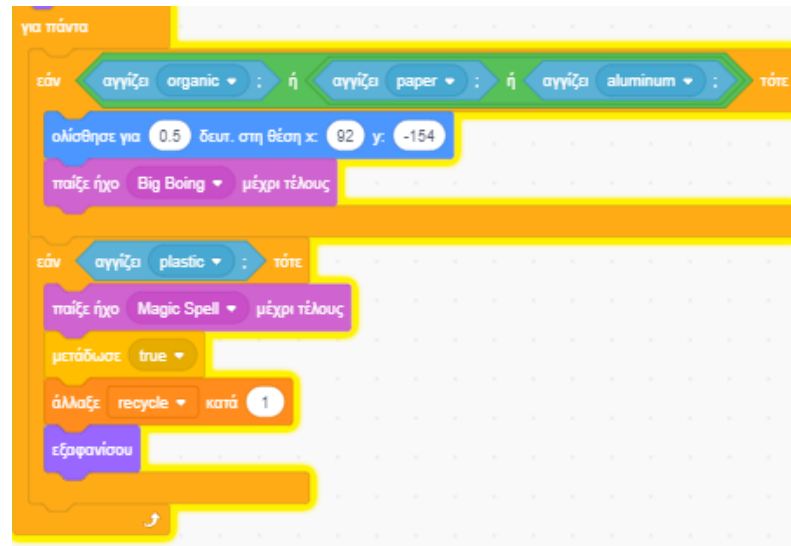 για πάντα
εάν αγγίζει organic ; ή αγγίζει paper ; ή αγγίζει aluminum ; τότε
ολίσθησε για 0.5 δευτ. στη θέση x: 92 y: -154
παίξε ήχο Big Boing μέχρι τέλους
εάν αγγίζει plastic ; τότε
παίξε ήχο Magic Spell μέχρι τέλους
μετάδωσε true
άλλαξε recycle κατά 1
εξαφανίσου